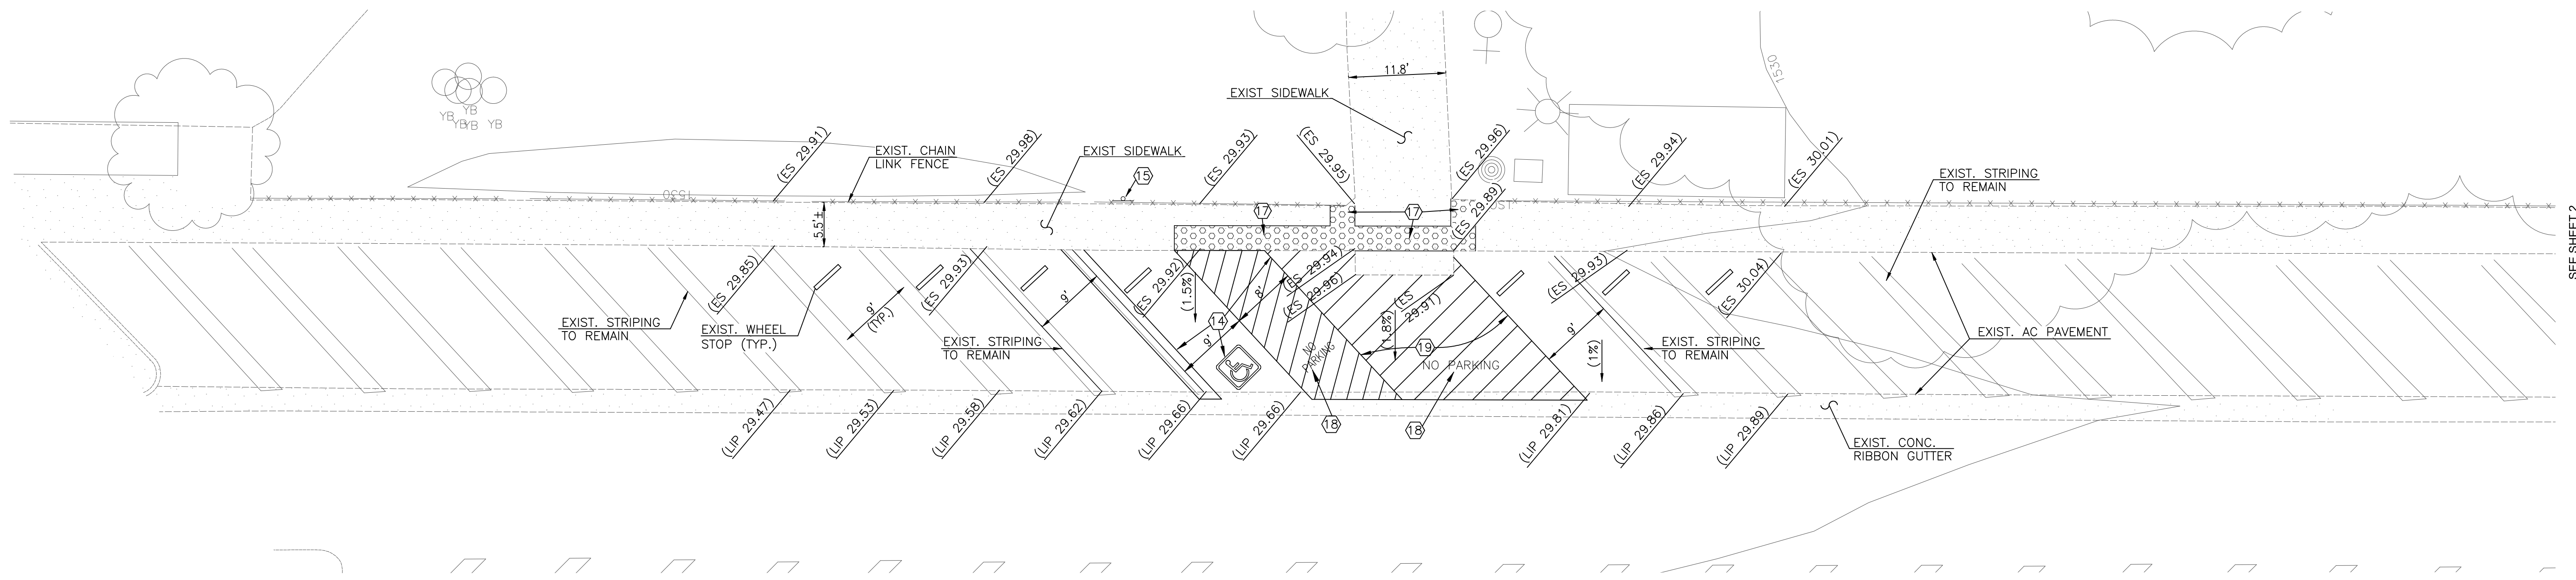 11.8'
1530
EXIST SIDEWALK
YB
YB
YB
YB
YB
(ES 29.91)
EXIST. CHAIN
LINK FENCE
(ES 29.98)
EXIST SIDEWALK
15
(ES 29.93)
(ES 29.95)
(ES 29.96)
(ES 29.94)
(ES 30.01)
EXIST. STRIPING
TO REMAIN
1530
5.5'±
17
17
(ES 29.89)
SEE SHEET 2
(ES 29.85)
(ES 29.93)
(ES 29.92)
(1.5%)
(ES 29.94)
(ES 29.96)
(ES 29.91)
(1.8%)
(ES 29.93)
(ES 30.04)
9'
(TYP.)
9'
8'
9'
9'
14
EXIST. STRIPING
TO REMAIN
EXIST. WHEEL
STOP (TYP.)
EXIST. STRIPING
TO REMAIN
NO
PARKING
19
NO PARKING
(1%)
EXIST. STRIPING
TO REMAIN
EXIST. AC PAVEMENT
(LIP 29.47)
(LIP 29.53)
(LIP 29.58)
(LIP 29.62)
(LIP 29.66)
(LIP 29.66)
18
18
(LIP 29.81)
(LIP 29.86)
(LIP 29.89)
EXIST. CONC.
RIBBON GUTTER